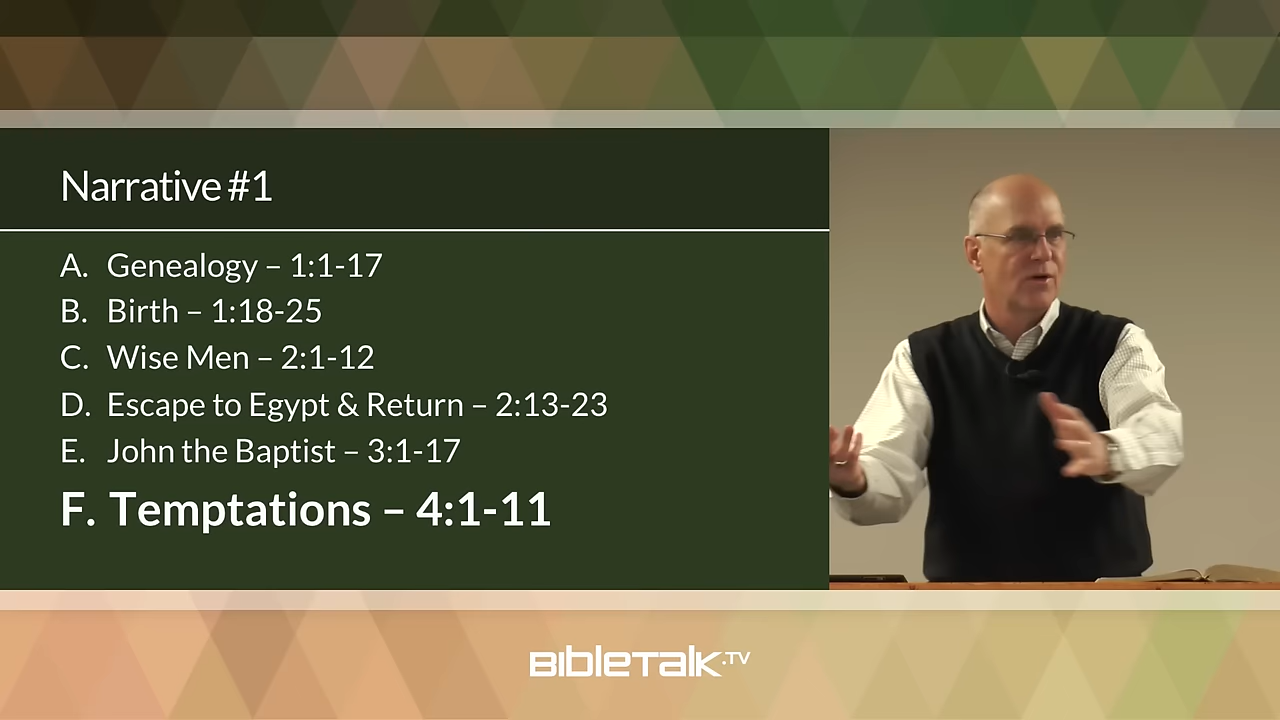 Narrative #1
A. Genealogy – 1:1-17
B. Birth – 1:18-25
C. Wise Men – 2:1-12
D. Escape to Egypt & Return – 2:13-23
E. John the Baptist – 3:1-17
F. Temptations – 4:1-11
BibleTalk.TV